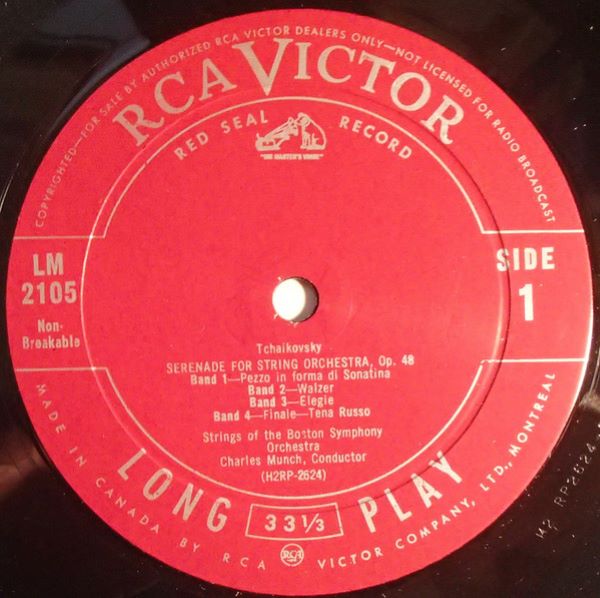 COPYRIGHTED—FOR SALE BY AUTHORIZED RCA VICTOR DEALERS ONLY—NOT LICENSED FOR RADIO BROADCAST
RCA VICTOR
RED SEAL RECORD
"HIS MASTER'S VOICE"
LM
2105
Non-
Breakable
SIDE
1
Tchaikovsky
SERENADE FOR STRING ORCHESTRA, Op. 48
Band 1—Pezzo in forma di Sonatina
Band 2—Walzer
Band 3—Elegie
Band 4—Finale—Tena Russo
Strings of the Boston Symphony
Orchestra
Charles Munch, Conductor
(H2RP-2624)
LONG PLAY
33⅓
MADE IN CANADA BY RCA VICTOR COMPANY, LTD., MONTREAL
RCA
H2 RP2624